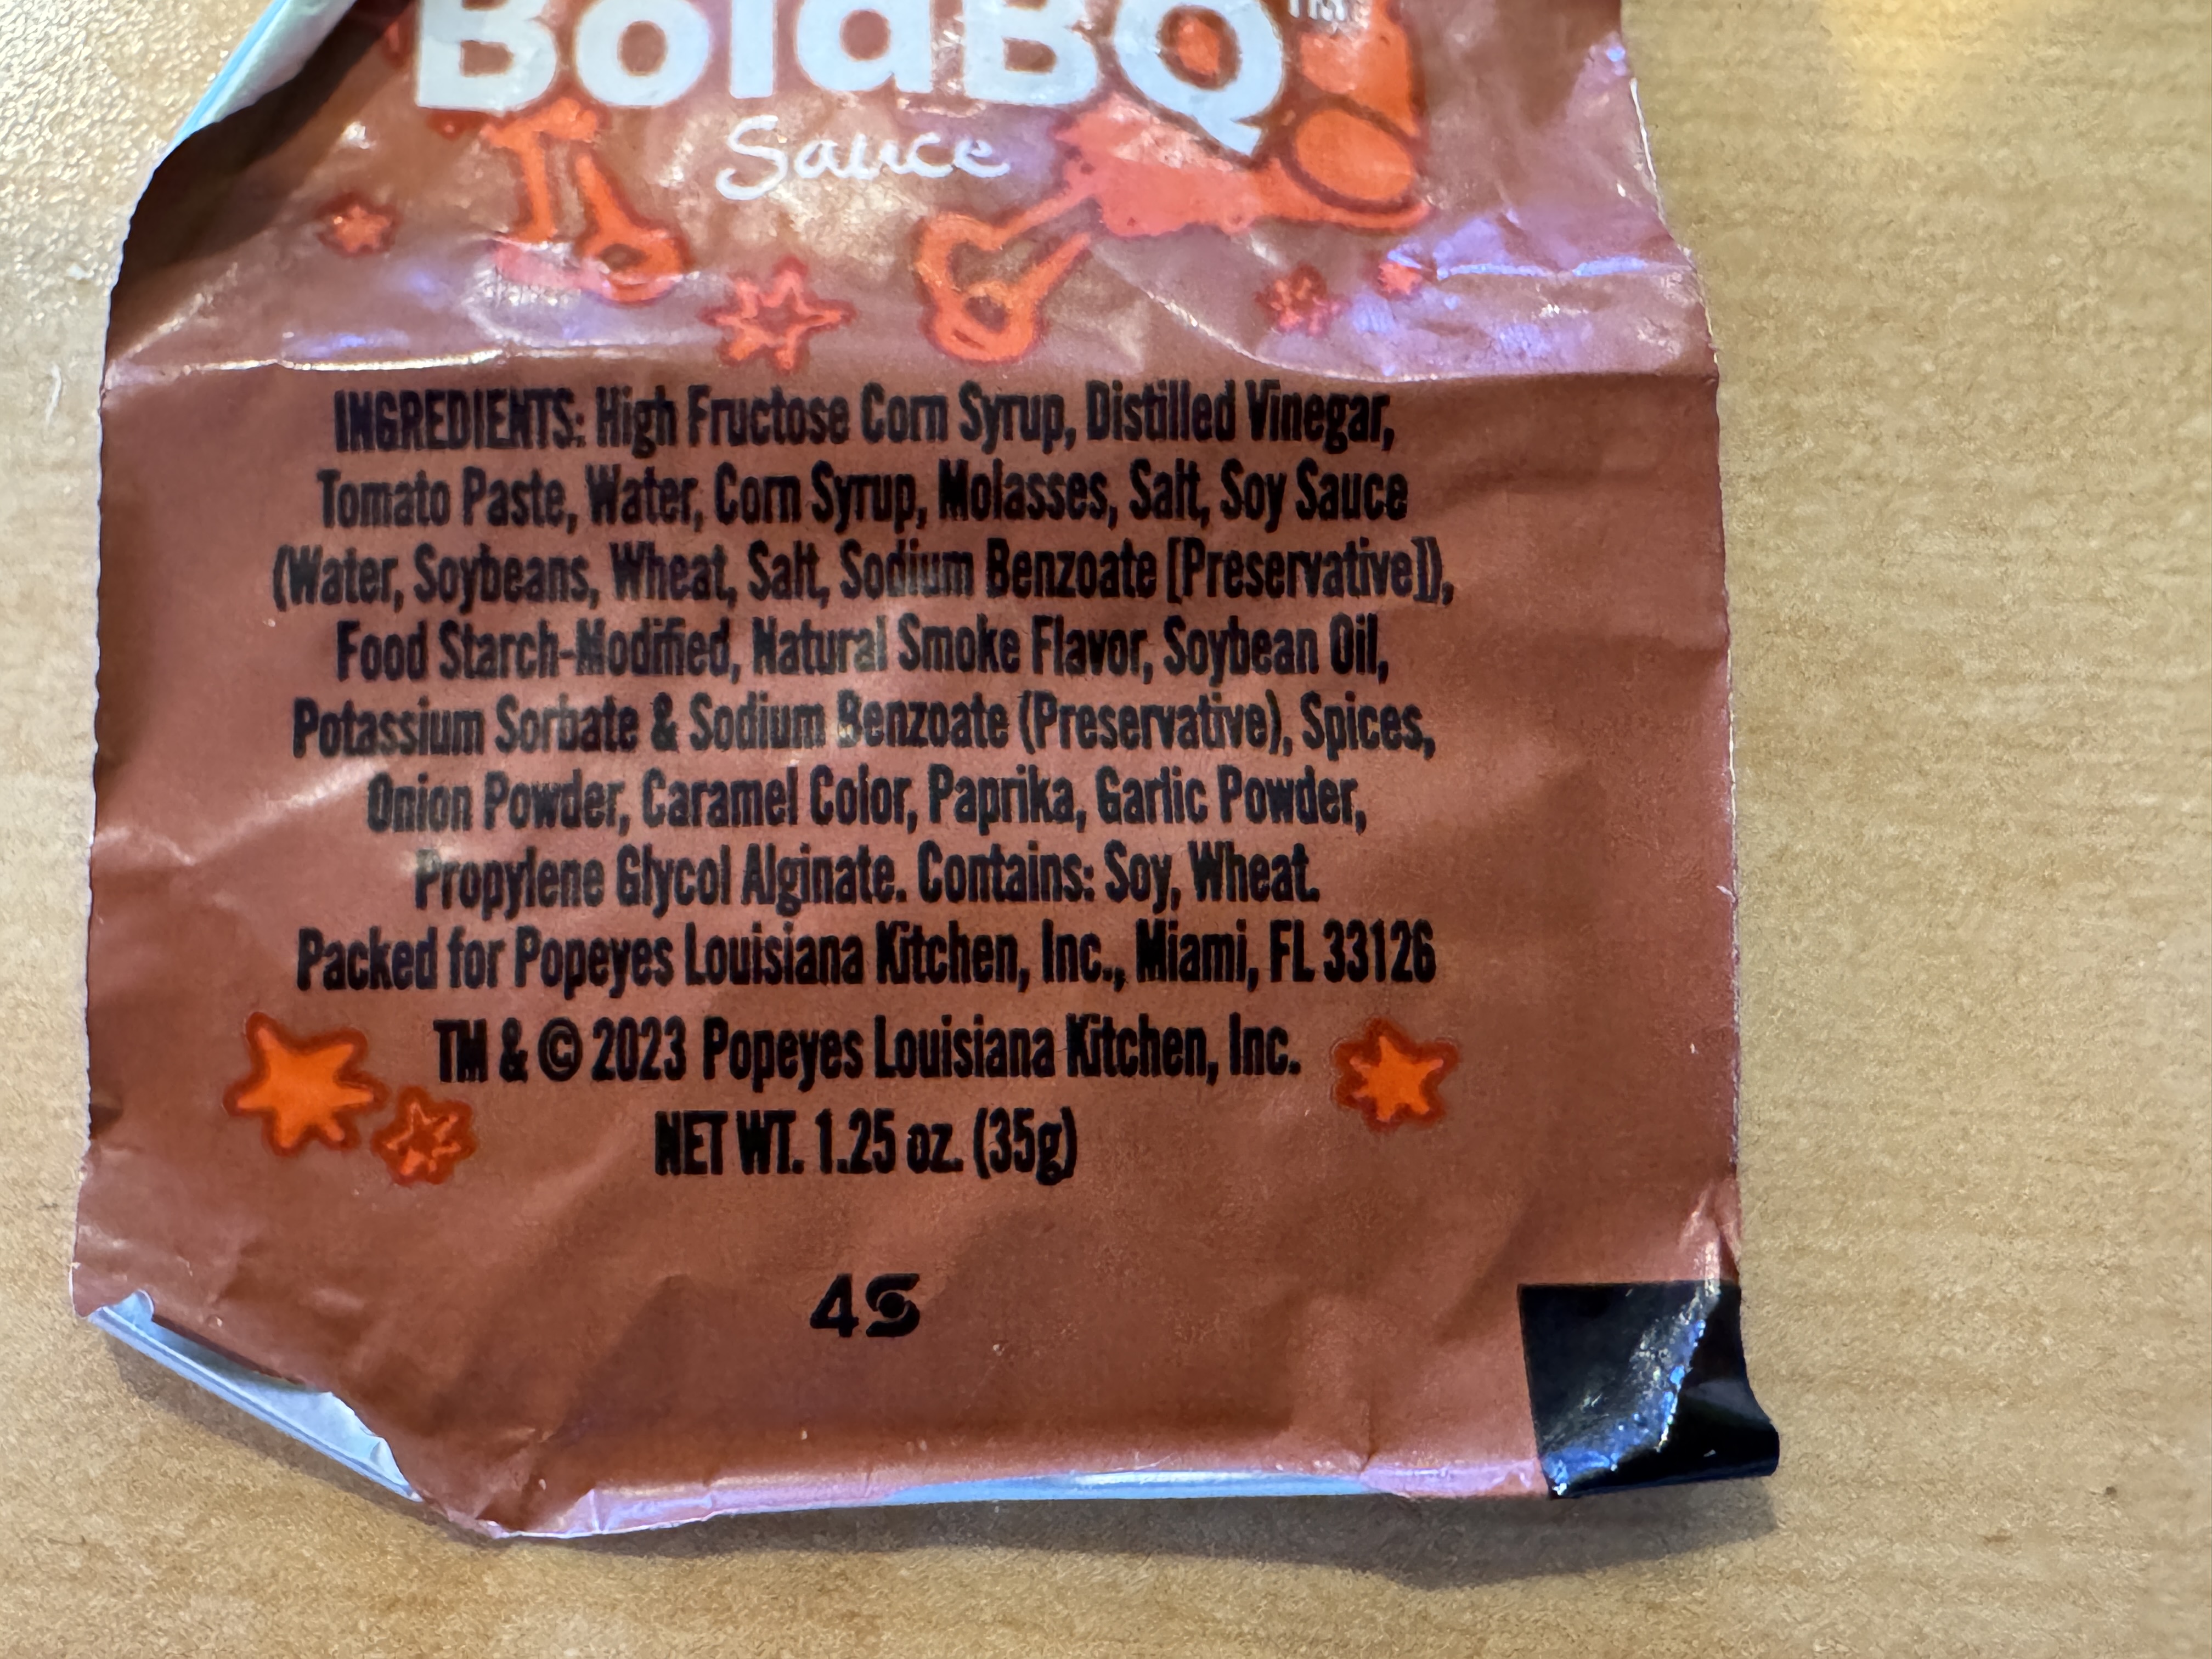 BoldBQ™
Sauce
INGREDIENTS: High Fructose Corn Syrup, Distilled Vinegar,
Tomato Paste, Water, Corn Syrup, Molasses, Salt, Soy Sauce
(Water, Soybeans, Wheat, Salt, Sodium Benzoate [Preservative]),
Food Starch-Modified, Natural Smoke Flavor, Soybean Oil,
Potassium Sorbate & Sodium Benzoate (Preservative), Spices,
Onion Powder, Caramel Color, Paprika, Garlic Powder,
Propylene Glycol Alginate. Contains: Soy, Wheat.
Packed for Popeyes Louisiana Kitchen, Inc., Miami, FL 33126
TM & © 2023 Popeyes Louisiana Kitchen, Inc.
NET WT. 1.25 oz. (35g)
4S